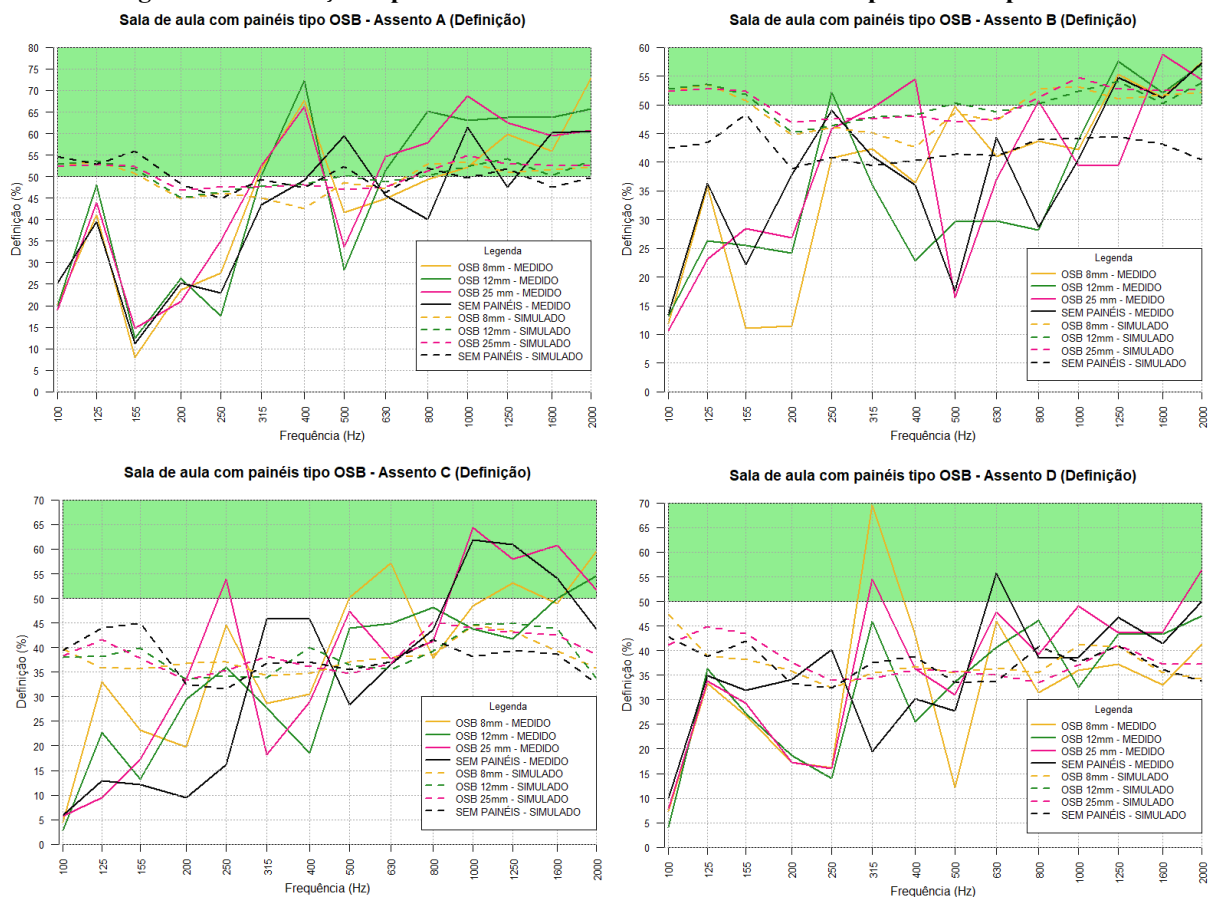 Sala de aula com painéis tipo OSB - Assento A (Definição)
80
75
70
65
60
55
50
45
40
35
30
25
20
15
10
5
0
Definição (%)
Legenda
OSB 8mm - MEDIDO
OSB 12mm - MEDIDO
OSB 25 mm - MEDIDO
SEM PAINÉIS - MEDIDO
OSB 8mm - SIMULADO
OSB 12mm - SIMULADO
OSB 25mm - SIMULADO
SEM PAINÉIS - SIMULADO
100 125 155 200 250 315 400 500 630 800 1000 1250 1600 2000
Frequência (Hz)
Sala de aula com painéis tipo OSB - Assento B (Definição)
60
55
50
45
40
35
30
25
20
15
10
5
0
Definição (%)
Legenda
OSB 8mm - MEDIDO
OSB 12mm - MEDIDO
OSB 25 mm - MEDIDO
SEM PAINÉIS - MEDIDO
OSB 8mm - SIMULADO
OSB 12mm - SIMULADO
OSB 25mm - SIMULADO
SEM PAINÉIS - SIMULADO
100 125 155 200 250 315 400 500 630 800 1000 1250 1600 2000
Frequência (Hz)
Sala de aula com painéis tipo OSB - Assento C (Definição)
70
65
60
55
50
45
40
35
30
25
20
15
10
5
0
Definição (%)
Legenda
OSB 8mm - MEDIDO
OSB 12mm - MEDIDO
OSB 25 mm - MEDIDO
SEM PAINÉIS - MEDIDO
OSB 8mm - SIMULADO
OSB 12mm - SIMULADO
OSB 25mm - SIMULADO
SEM PAINÉIS - SIMULADO
100 125 155 200 250 315 400 500 630 800 1000 1250 1600 2000
Frequência (Hz)
Sala de aula com painéis tipo OSB - Assento D (Definição)
70
65
60
55
50
45
40
35
30
25
20
15
10
5
0
Definição (%)
Legenda
OSB 8mm - MEDIDO
OSB 12mm - MEDIDO
OSB 25 mm - MEDIDO
SEM PAINÉIS - MEDIDO
OSB 8mm - SIMULADO
OSB 12mm - SIMULADO
OSB 25mm - SIMULADO
SEM PAINÉIS - SIMULADO
100 125 155 200 250 315 400 500 630 800 1000 1250 1600 2000
Frequência (Hz)